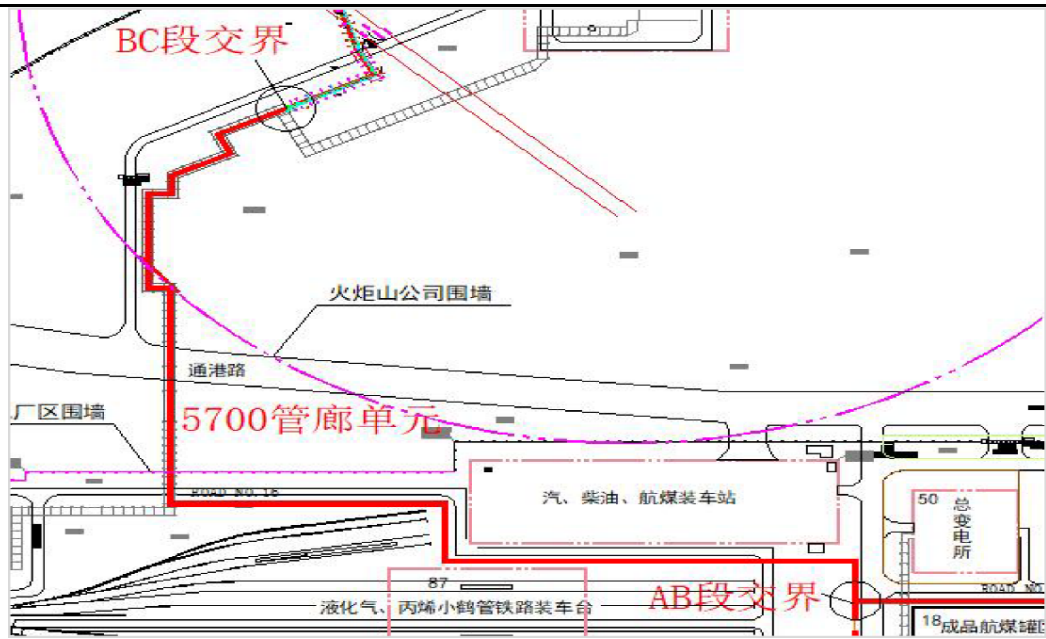 BC段交界
火炬山公司围墙
通港路
厂区围墙
5700管廊单元
ROAD NO.16
汽、柴油、航煤装车站
50
总变电所
87
液化气、丙烯小鹤管铁路装车台
AB段交界
ROAD NO
18
成品航煤罐区